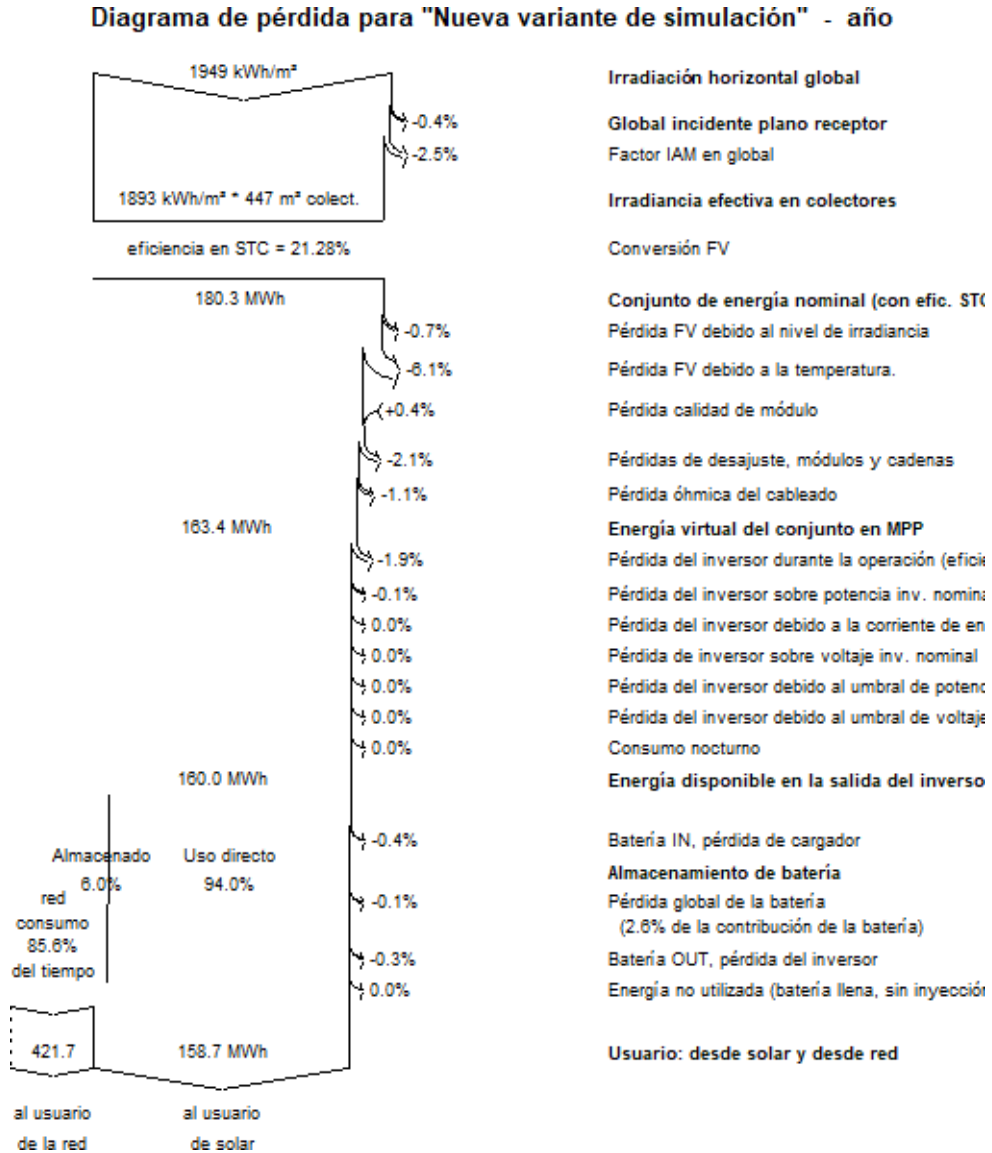 Diagrama de pérdida para "Nueva variante de simulación" - año
1949 kWh/m²
Irradiación horizontal global
-0.4%
Global incidente plano receptor
-2.5%
Factor IAM en global
1893 kWh/m² * 447 m² colect.
Irradiancia efectiva en colectores
eficiencia en STC = 21.28%
Conversión FV
180.3 MWh
Conjunto de energía nominal (con efic. STC
-0.7%
Pérdida FV debido al nivel de irradiancia
-6.1%
Pérdida FV debido a la temperatura.
+0.4%
Pérdida calidad de módulo
-2.1%
Pérdidas de desajuste, módulos y cadenas
-1.1%
Pérdida óhmica del cableado
163.4 MWh
Energía virtual del conjunto en MPP
-1.9%
Pérdida del inversor durante la operación (eficie
-0.1%
Pérdida del inversor sobre potencia inv. nomina
0.0%
Pérdida del inversor debido a la corriente de en
0.0%
Pérdida de inversor sobre voltaje inv. nominal
0.0%
Pérdida del inversor debido al umbral de potenc
0.0%
Pérdida del inversor debido al umbral de voltaje
0.0%
Consumo nocturno
160.0 MWh
Energía disponible en la salida del inverso
-0.4%
Batería IN, pérdida de cargador
Almacenado
Uso directo
Almacenamiento de batería
6.0%
94.0%
red
consumo
85.6%
del tiempo
-0.1%
Pérdida global de la batería
(2.6% de la contribución de la batería)
-0.3%
Batería OUT, pérdida del inversor
0.0%
Energía no utilizada (batería llena, sin inyección
421.7
158.7 MWh
Usuario: desde solar y desde red
al usuario
de la red
al usuario
de solar